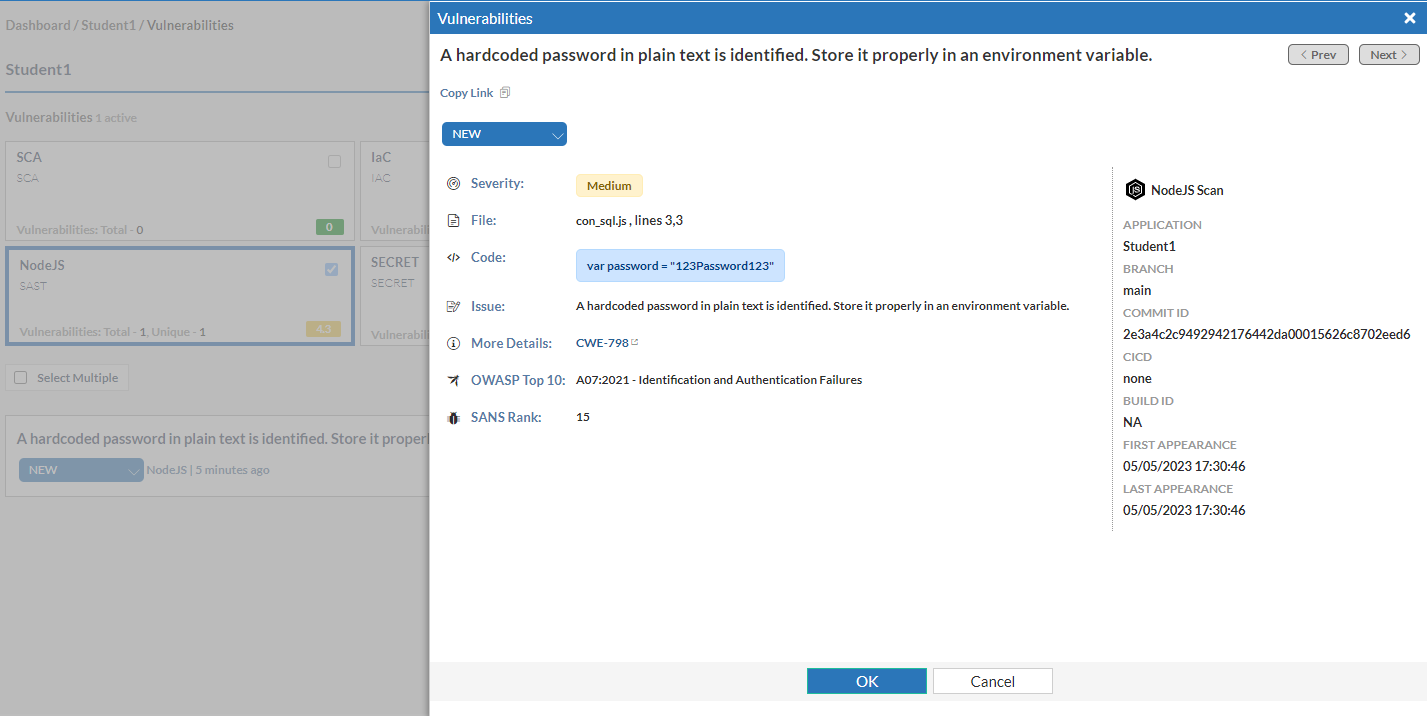 Dashboard / Student1 / Vulnerabilities
Student1
Vulnerabilities 1 active
SCA
SCA
Vulnerabilities: Total - 0
0
IaC
IAC
NodeJS
SAST
Vulnerabilities: Total - 1, Unique - 1
4.3
SECRET
SECRET
Select Multiple
A hardcoded password in plain text is identified. Store it
NEW
NodeJS | 5 minutes ago
Vulnerabilities
A hardcoded password in plain text is identified. Store it properly in an environment variable.
Prev
Next
Copy Link
NEW
Severity: Medium
File: con_sql.js , lines 3,3
Code: var password = "123Password123"
Issue: A hardcoded password in plain text is identified. Store it properly in an environment variable.
More Details: CWE-798
OWASP Top 10: A07:2021 - Identification and Authentication Failures
SANS Rank: 15
JS NodeJS Scan
APPLICATION
Student1
BRANCH
main
COMMIT ID
2e3a4c2c9492942176442da00015626c8702eed6
CICD
none
BUILD ID
NA
FIRST APPEARANCE
05/05/2023 17:30:46
LAST APPEARANCE
05/05/2023 17:30:46
OK
Cancel